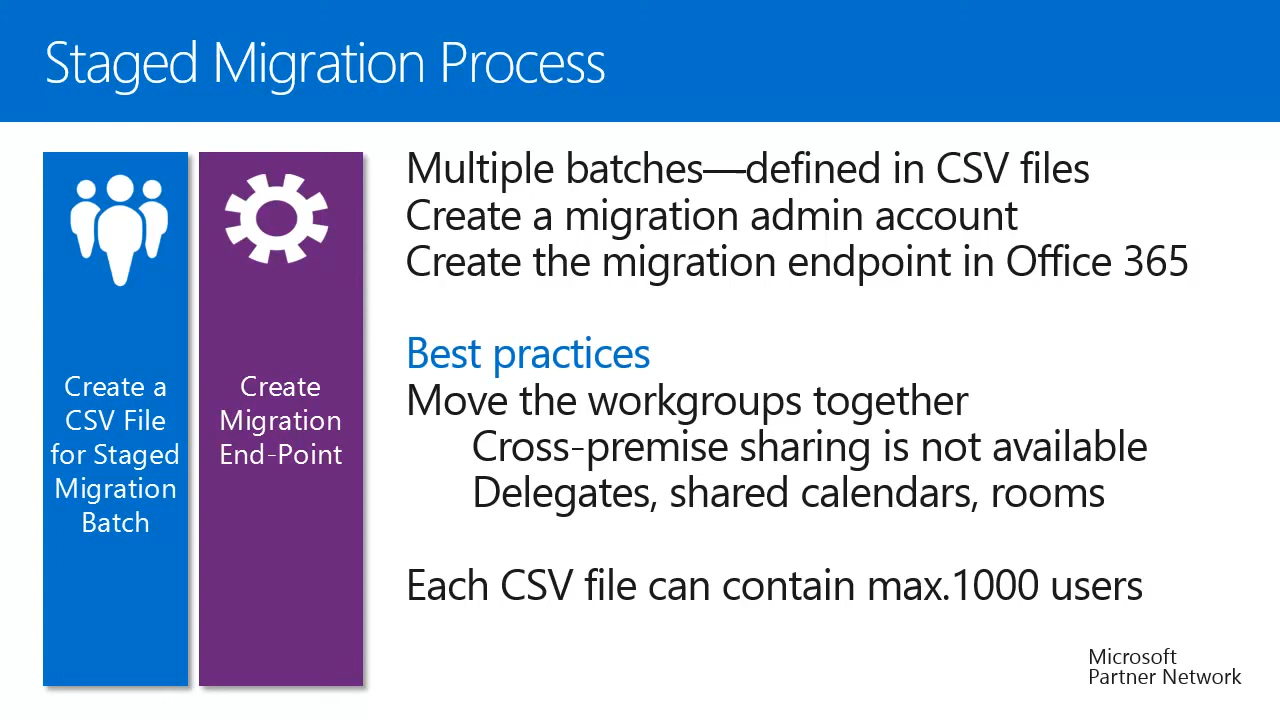 Staged Migration Process
Create a
CSV File
for Staged
Migration
Batch
Create
Migration
End-Point
Multiple batches—defined in CSV files
Create a migration admin account
Create the migration endpoint in Office 365
Best practices
Move the workgroups together
Cross-premise sharing is not available
Delegates, shared calendars, rooms
Each CSV file can contain max.1000 users
Microsoft
Partner Network